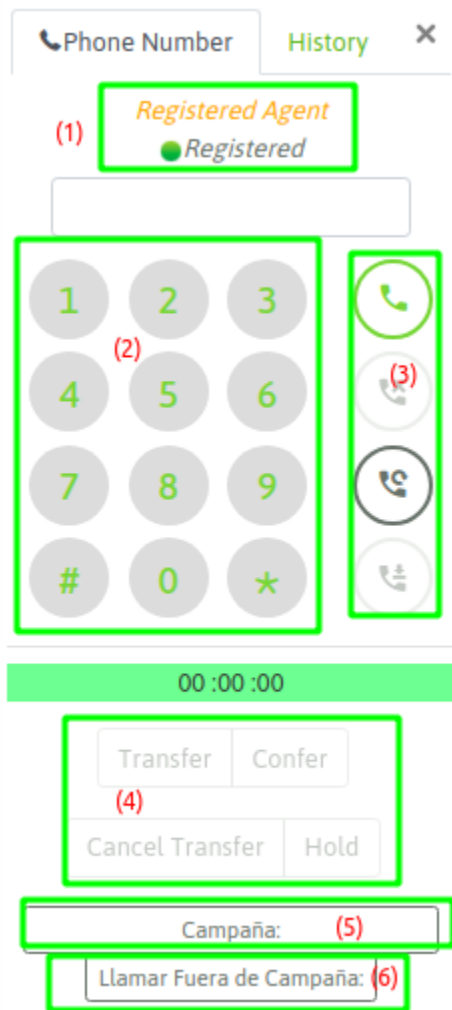 Phone Number History ×
Registered Agent
(1)
Registered
1 2 3
(2)
(3)
4 5 6
7 8 9
# 0 *
00 :00 :00
Transfer Confer
(4)
Cancel Transfer Hold
Campaña: (5)
Llamar Fuera de Campaña: (6)